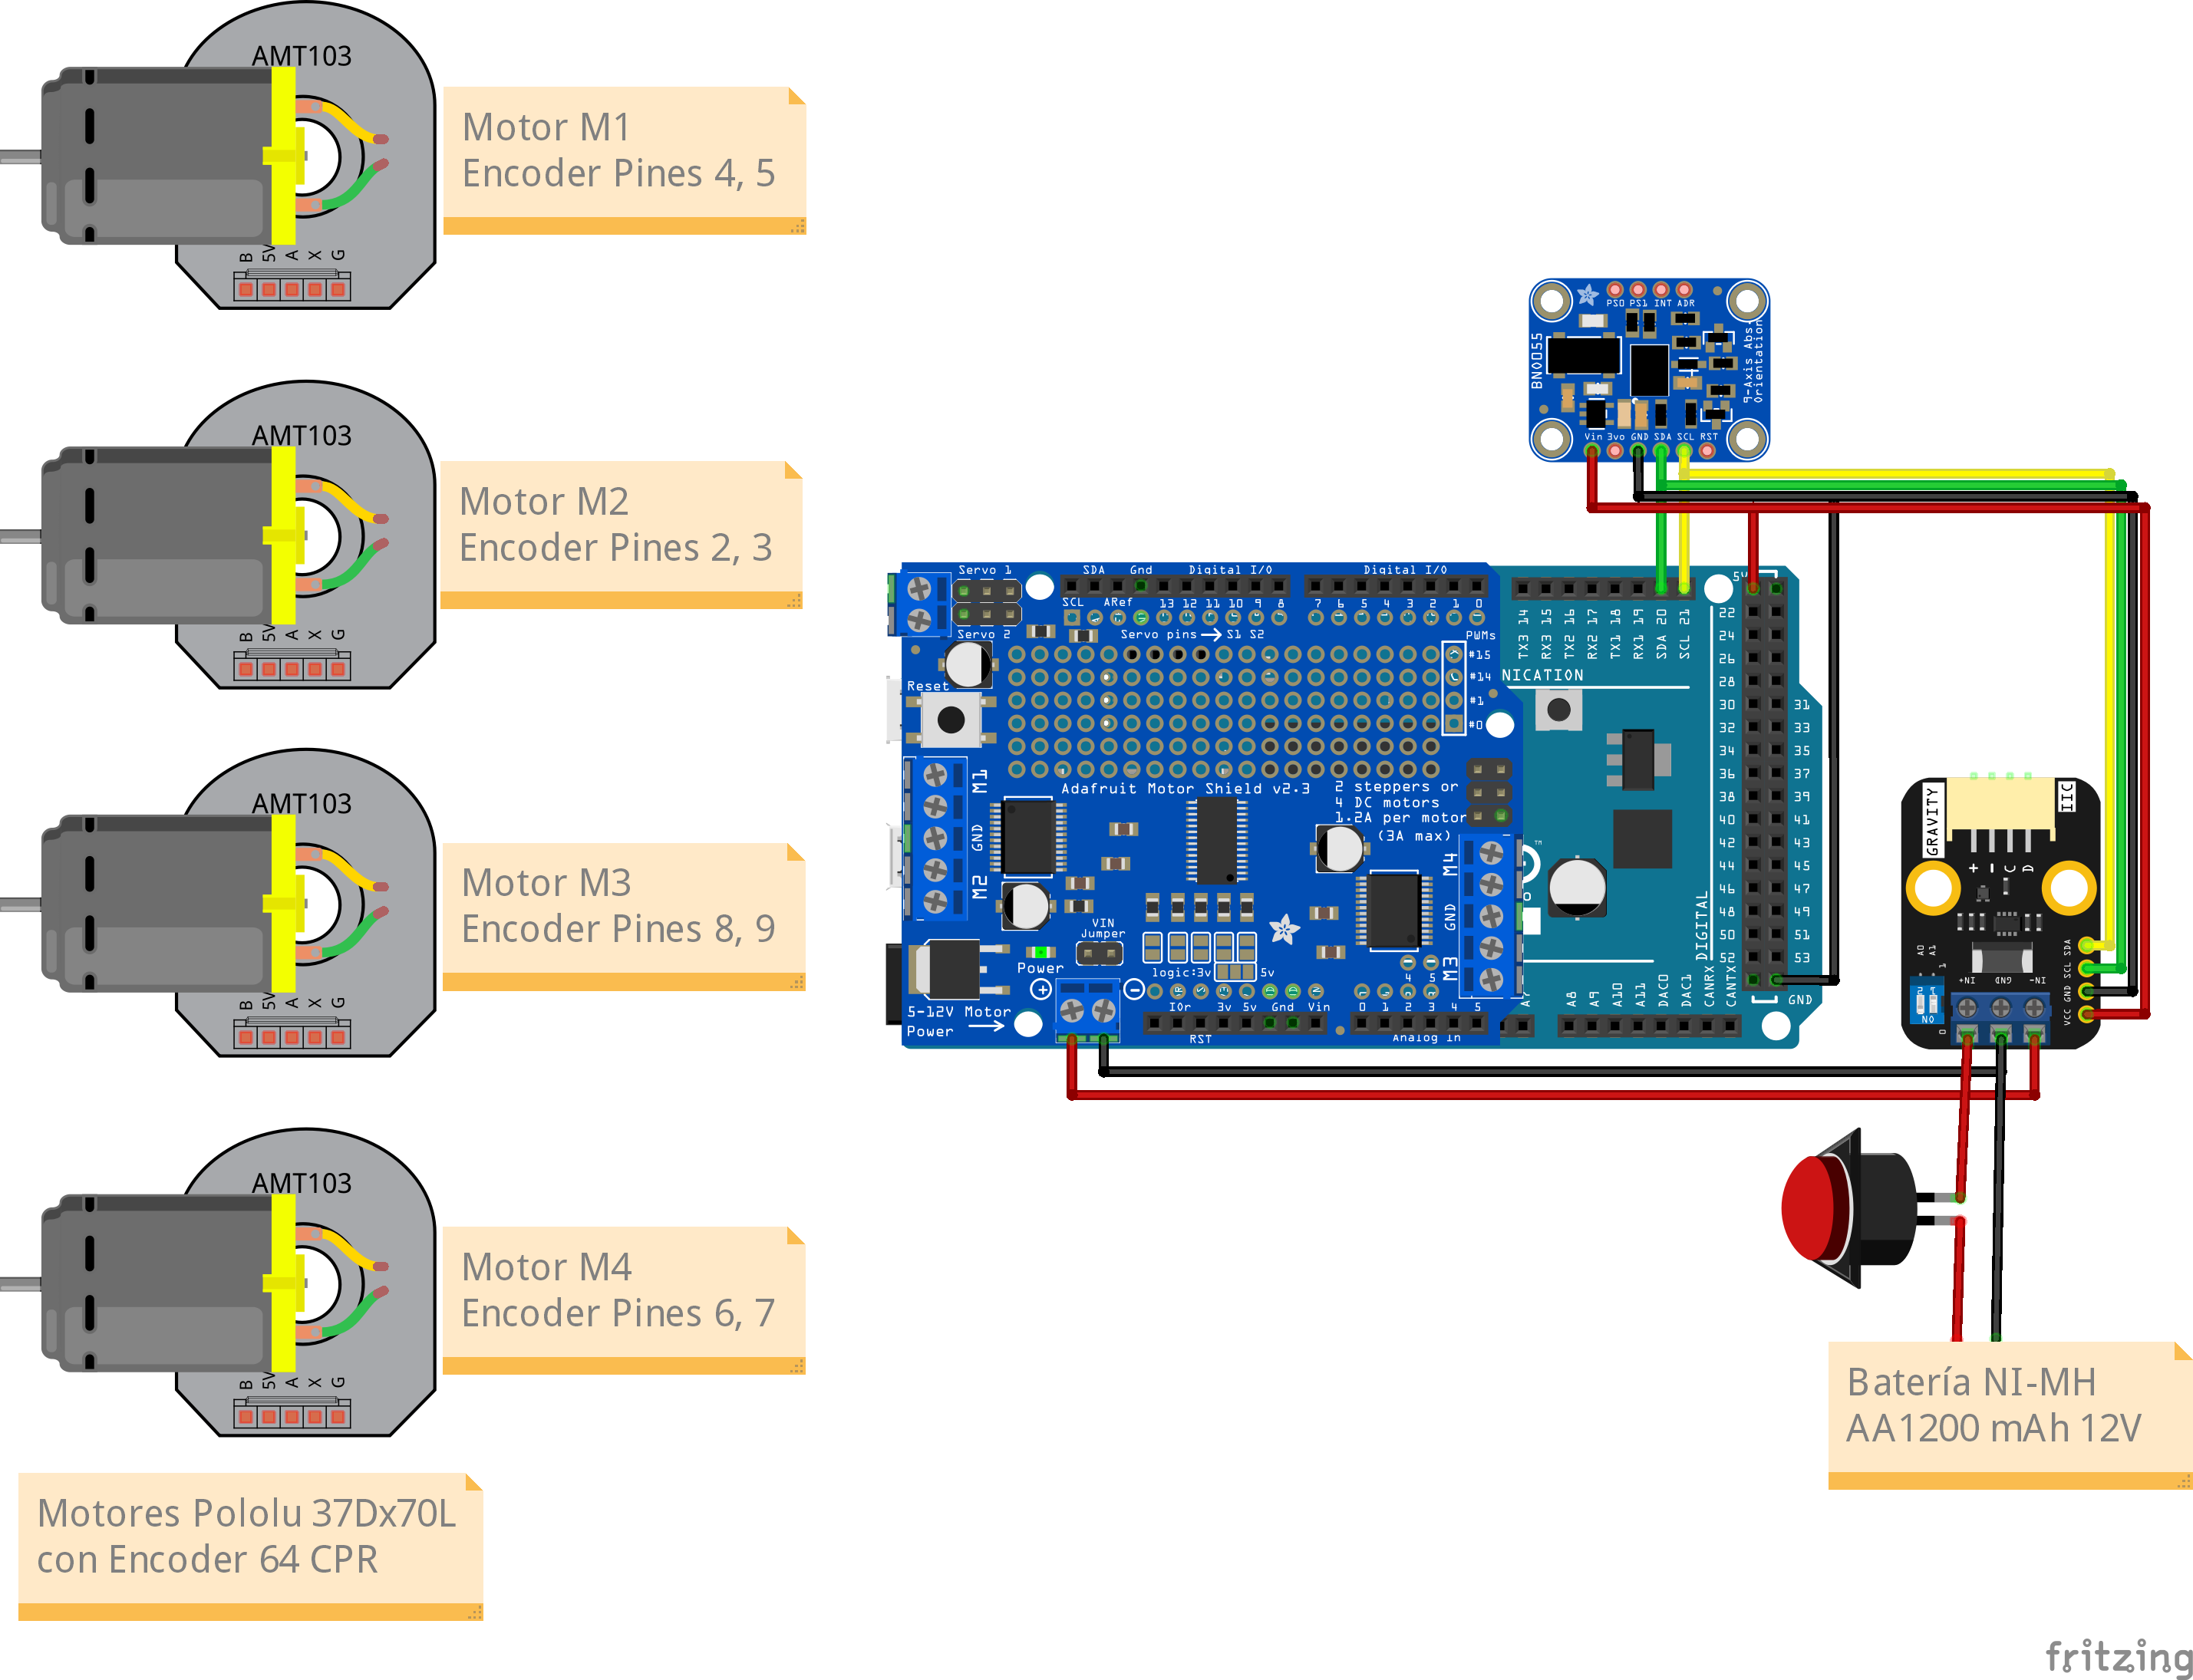 AMT103
B 5V A X G
Motor M1
Encoder Pines 4, 5
AMT103
B 5V A X G
Motor M2
Encoder Pines 2, 3
AMT103
B 5V A X G
Motor M3
Encoder Pines 8, 9
AMT103
B 5V A X G
Motor M4
Encoder Pines 6, 7
Motores Pololu 37Dx70L
con Encoder 64 CPR
PS0 PS1 INT ADR
BNO055
9-Axis Abs.
Orientation
Vin 3vo GND SDA SCL RST
Servo 1
SDA Gnd Digital I/O Digital I/O
SCL ARef 13 12 11 10 9 8 7 6 5 4 3 2 1 0
Servo 2
Servo pins S1 S2
PWMs
#15
#14
#1
#0
Reset
M1
GND
M2
Adafruit Motor Shield v2.3
2 steppers or
4 DC motors
1.2A per motor
(3A max)
M4
GND
M3
VIN
Jumper
Power
logic:3v 5v
5-12V Motor
Power
IOr 3v 5v Gnd Vin 0 1 2 3 4 5
RST Analog In
TX3 14
RX3 15
TX2 16
RX2 17
TX1 18
RX1 19
SDA 20
SCL 21
NICATION
5V
22
24
26
28
30 31
32 33
34 35
36 37
38 39
40 41
42 43
44 45
46 47
48 49
50 51
52 53
GND
DIGITAL
A7
A8
A9
A10
A11
DAC0
DAC1
CANRX
CANTX
GRAVITY
IIC
+ - C D
A0 A1
IN+ GND IN-
SDA
SCL
GND
VCC
Batería NI-MH
AA1200 mAh 12V
fritzing